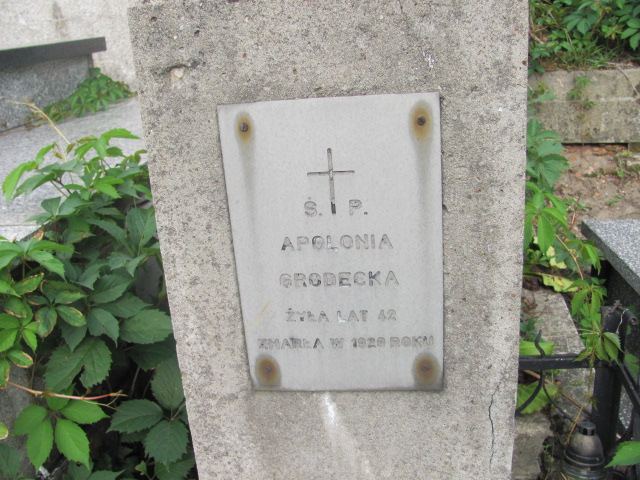 Ś. P.
APOLONIA
GRODECKA
ŻYŁA LAT 42
ZMARŁA W 1928 ROKU